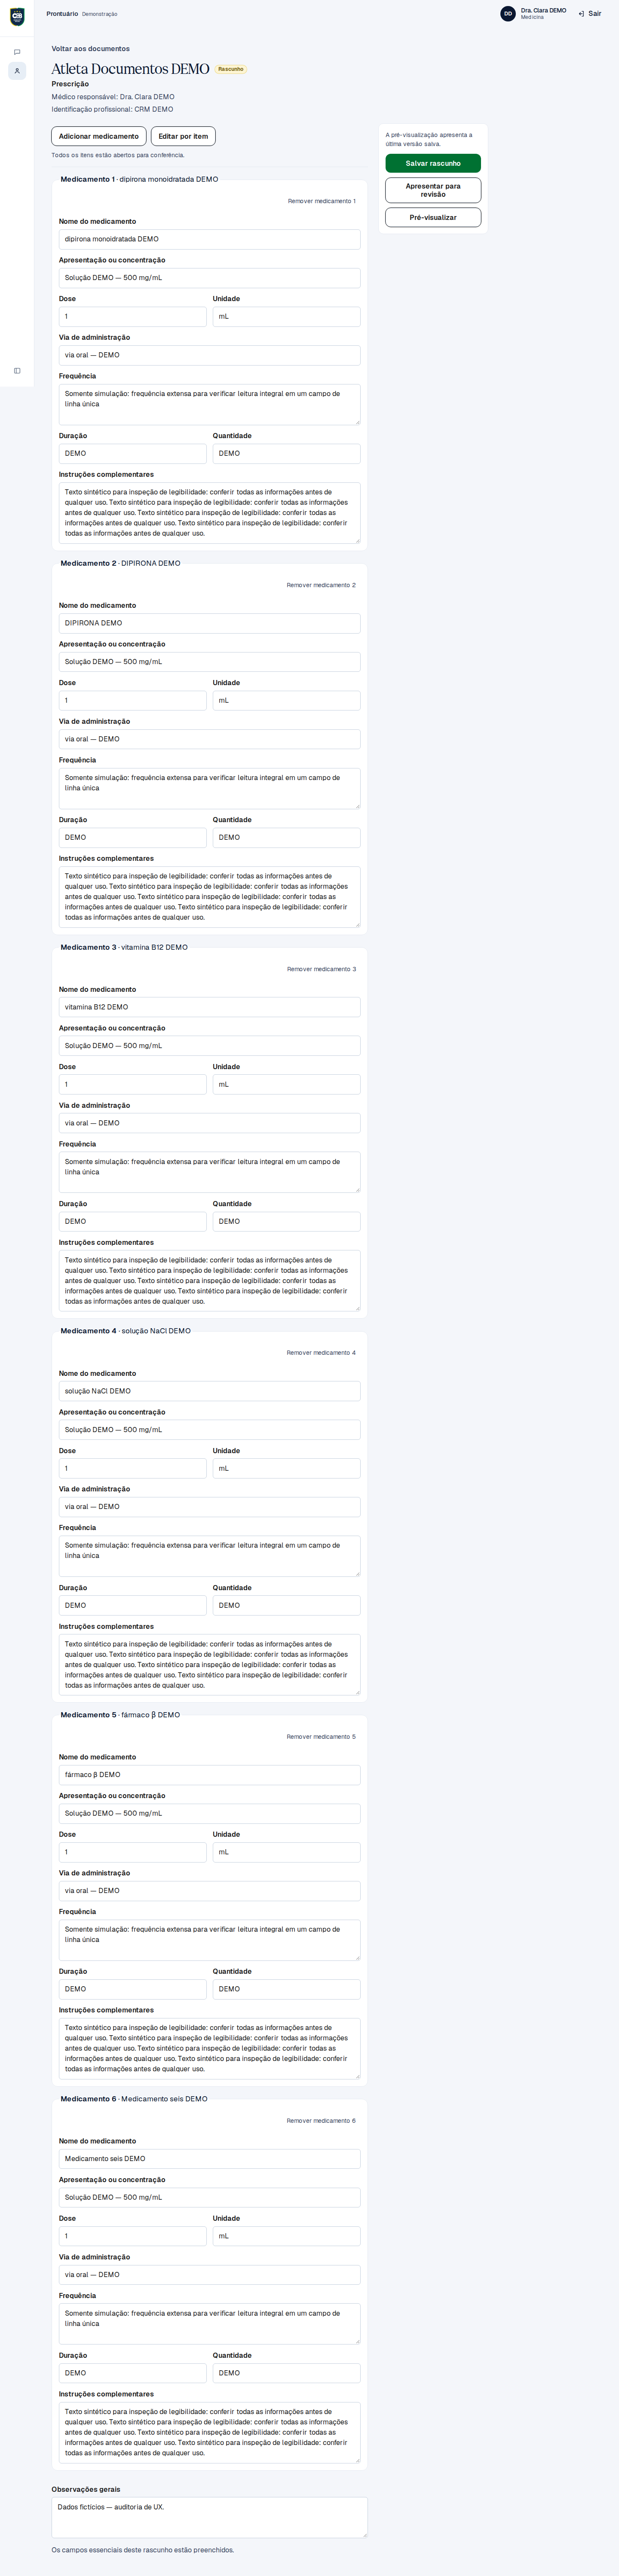 CIB
Prontuário Demonstração
DD
Dra. Clara DEMO
Medicina
Sair
Voltar aos documentos
Atleta Documentos DEMO Rascunho
Prescrição
Médico responsável: Dra. Clara DEMO
Identificação profissional: CRM DEMO
Adicionar medicamento Editar por item
Todos os itens estão abertos para conferência.
A pré-visualização apresenta a
última versão salva.
Salvar rascunho
Apresentar para
revisão
Pré-visualizar
Medicamento 1 · dipirona monoidratada DEMO
Remover medicamento 1
Nome do medicamento
dipirona monoidratada DEMO
Apresentação ou concentração
Solução DEMO — 500 mg/mL
Dose Unidade
1 mL
Via de administração
via oral — DEMO
Frequência
Somente simulação: frequência extensa para verificar leitura integral em um campo de
linha única
Duração Quantidade
DEMO DEMO
Instruções complementares
Texto sintético para inspeção de legibilidade: conferir todas as informações antes de
qualquer uso. Texto sintético para inspeção de legibilidade: conferir todas as informações
antes de qualquer uso. Texto sintético para inspeção de legibilidade: conferir todas as
informações antes de qualquer uso. Texto sintético para inspeção de legibilidade: conferir
todas as informações antes de qualquer uso.
Medicamento 2 · DIPIRONA DEMO
Remover medicamento 2
Nome do medicamento
DIPIRONA DEMO
Apresentação ou concentração
Solução DEMO — 500 mg/mL
Dose Unidade
1 mL
Via de administração
via oral — DEMO
Frequência
Somente simulação: frequência extensa para verificar leitura integral em um campo de
linha única
Duração Quantidade
DEMO DEMO
Instruções complementares
Texto sintético para inspeção de legibilidade: conferir todas as informações antes de
qualquer uso. Texto sintético para inspeção de legibilidade: conferir todas as informações
antes de qualquer uso. Texto sintético para inspeção de legibilidade: conferir todas as
informações antes de qualquer uso. Texto sintético para inspeção de legibilidade: conferir
todas as informações antes de qualquer uso.
Medicamento 3 · vitamina B12 DEMO
Remover medicamento 3
Nome do medicamento
vitamina B12 DEMO
Apresentação ou concentração
Solução DEMO — 500 mg/mL
Dose Unidade
1 mL
Via de administração
via oral — DEMO
Frequência
Somente simulação: frequência extensa para verificar leitura integral em um campo de
linha única
Duração Quantidade
DEMO DEMO
Instruções complementares
Texto sintético para inspeção de legibilidade: conferir todas as informações antes de
qualquer uso. Texto sintético para inspeção de legibilidade: conferir todas as informações
antes de qualquer uso. Texto sintético para inspeção de legibilidade: conferir todas as
informações antes de qualquer uso. Texto sintético para inspeção de legibilidade: conferir
todas as informações antes de qualquer uso.
Medicamento 4 · solução NaCl DEMO
Remover medicamento 4
Nome do medicamento
solução NaCl DEMO
Apresentação ou concentração
Solução DEMO — 500 mg/mL
Dose Unidade
1 mL
Via de administração
via oral — DEMO
Frequência
Somente simulação: frequência extensa para verificar leitura integral em um campo de
linha única
Duração Quantidade
DEMO DEMO
Instruções complementares
Texto sintético para inspeção de legibilidade: conferir todas as informações antes de
qualquer uso. Texto sintético para inspeção de legibilidade: conferir todas as informações
antes de qualquer uso. Texto sintético para inspeção de legibilidade: conferir todas as
informações antes de qualquer uso. Texto sintético para inspeção de legibilidade: conferir
todas as informações antes de qualquer uso.
Medicamento 5 · fármaco β DEMO
Remover medicamento 5
Nome do medicamento
fármaco β DEMO
Apresentação ou concentração
Solução DEMO — 500 mg/mL
Dose Unidade
1 mL
Via de administração
via oral — DEMO
Frequência
Somente simulação: frequência extensa para verificar leitura integral em um campo de
linha única
Duração Quantidade
DEMO DEMO
Instruções complementares
Texto sintético para inspeção de legibilidade: conferir todas as informações antes de
qualquer uso. Texto sintético para inspeção de legibilidade: conferir todas as informações
antes de qualquer uso. Texto sintético para inspeção de legibilidade: conferir todas as
informações antes de qualquer uso. Texto sintético para inspeção de legibilidade: conferir
todas as informações antes de qualquer uso.
Medicamento 6 · Medicamento seis DEMO
Remover medicamento 6
Nome do medicamento
Medicamento seis DEMO
Apresentação ou concentração
Solução DEMO — 500 mg/mL
Dose Unidade
1 mL
Via de administração
via oral — DEMO
Frequência
Somente simulação: frequência extensa para verificar leitura integral em um campo de
linha única
Duração Quantidade
DEMO DEMO
Instruções complementares
Texto sintético para inspeção de legibilidade: conferir todas as informações antes de
qualquer uso. Texto sintético para inspeção de legibilidade: conferir todas as informações
antes de qualquer uso. Texto sintético para inspeção de legibilidade: conferir todas as
informações antes de qualquer uso. Texto sintético para inspeção de legibilidade: conferir
todas as informações antes de qualquer uso.
Observações gerais
Dados fictícios — auditoria de UX.
Os campos essenciais deste rascunho estão preenchidos.